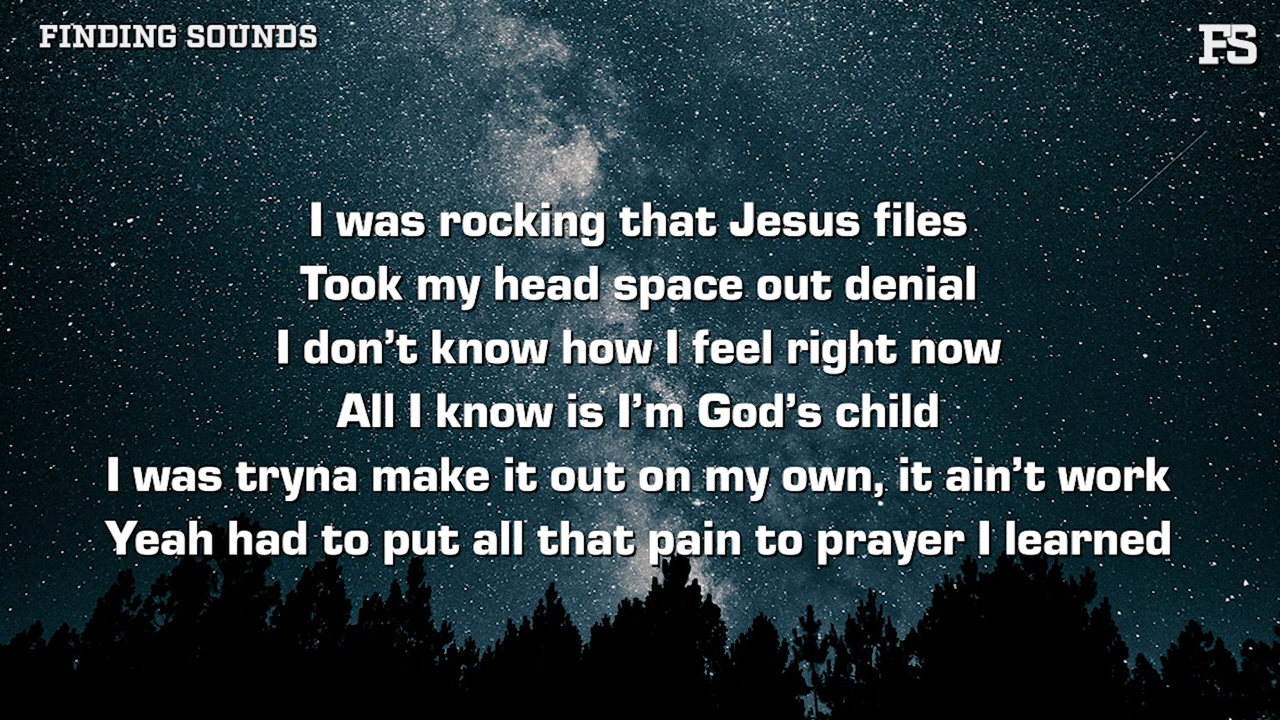 FINDING SOUNDS
FS
I was rocking that Jesus files
Took my head space out denial
I don’t know how I feel right now
All I know is I’m God’s child
I was tryna make it out on my own, it ain’t work
Yeah had to put all that pain to prayer I learned